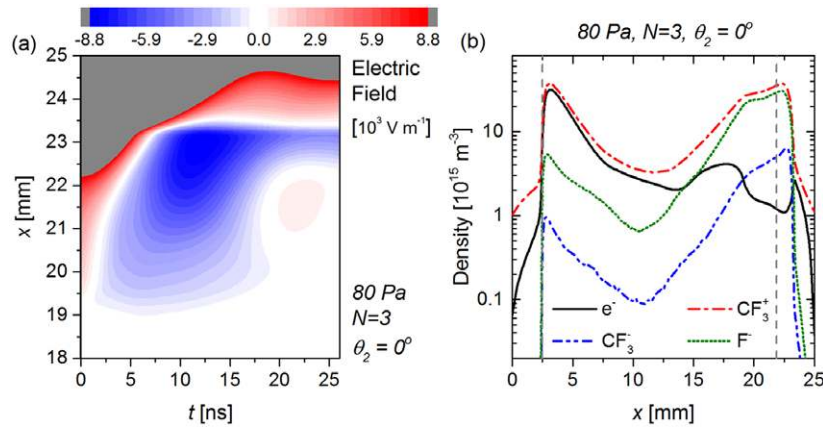 (a)
-8.8 -5.9 -2.9 0.0 2.9 5.9 8.8
Electric
Field
[10³ V m⁻¹]
x [mm]
25
24
23
22
21
20
19
18
80 Pa
N=3
θ₂ = 0°
0 5 10 15 20 25
t [ns]
(b)
80 Pa, N=3, θ₂ = 0°
Density [10¹⁵ m⁻³]
10
1
0.1
e⁻ CF₃⁺
CF₃⁻ F⁻
0 5 10 15 20 25
x [mm]